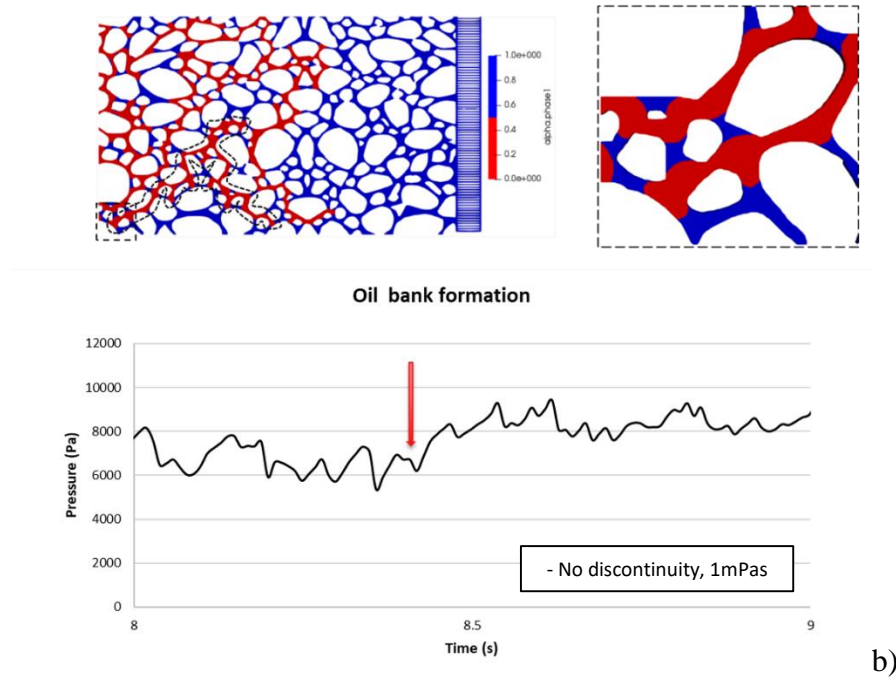 1.0e+000
0.8
0.6
0.4
0.2
0.0e+000
alpha.phase1
Oil bank formation
12000
10000
8000
6000
4000
2000
0
Pressure (Pa)
- No discontinuity, 1mPas
8
8.5
9
Time (s)
b)